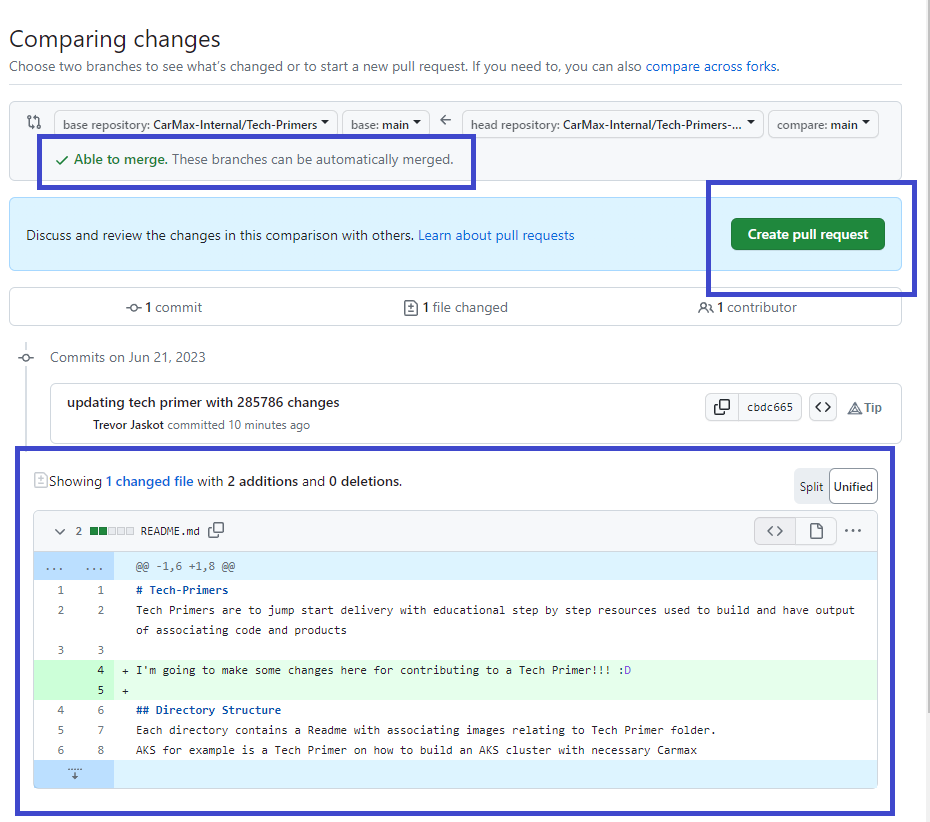 Comparing changes
Choose two branches to see what's changed or to start a new pull request. If you need to, you can also compare across forks.
base repository: CarMax-Internal/Tech-Primers base: main head repository: CarMax-Internal/Tech-Primers-... compare: main
Able to merge. These branches can be automatically merged.
Discuss and review the changes in this comparison with others. Learn about pull requests Create pull request
1 commit 1 file changed 1 contributor
Commits on Jun 21, 2023
updating tech primer with 285786 changes
cbdc665 Tip
Trevor Jaskot committed 10 minutes ago
Showing 1 changed file with 2 additions and 0 deletions.
Split Unified
2 README.md
... ... @@ -1,6 +1,8 @@
1 1 # Tech-Primers
2 2 Tech Primers are to jump start delivery with educational step by step resources used to build and have output
of associating code and products
3 3
4 + I'm going to make some changes here for contributing to a Tech Primer!!! :D
5 +
4 6 ## Directory Structure
5 7 Each directory contains a Readme with associating images relating to Tech Primer folder.
6 8 AKS for example is a Tech Primer on how to build an AKS cluster with necessary Carmax